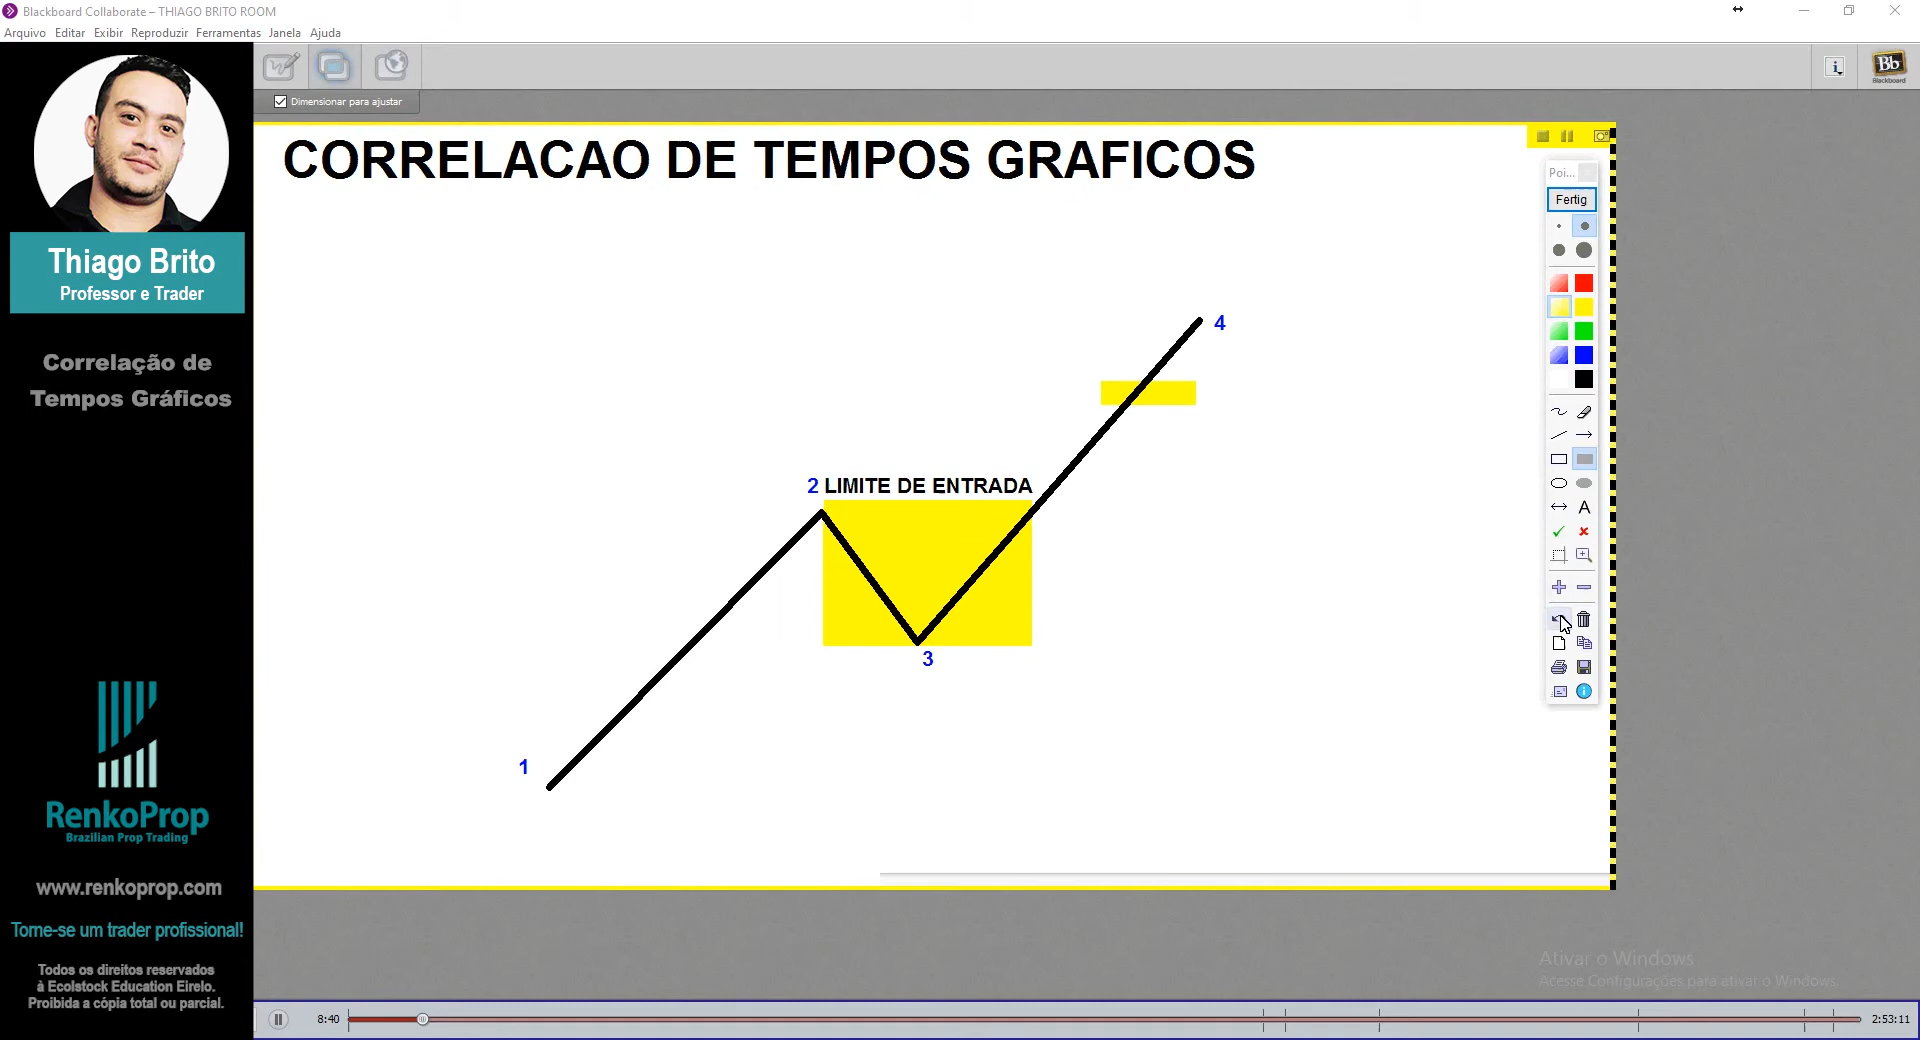 Blackboard Collaborate – THIAGO BRITO ROOM
Arquivo Editar Exibir Reproduzir Ferramentas Janela Ajuda
Dimensionar para ajustar
Bb
Blackboard
Thiago Brito
Professor e Trader
Correlação de
Tempos Gráficos
CORRELACAO DE TEMPOS GRAFICOS
Poi...
Fertig
4
2 LIMITE DE ENTRADA
3
1
A
RenkoProp
Brazilian Prop Trading
www.renkoprop.com
Torne-se um trader profissional!
Todos os direitos reservados
à Ecolstock Education Eirelo.
Proibida a cópia total ou parcial.
Ativar o Windows
Acesse Configurações para ativar o Windows.
8:40
2:53:11